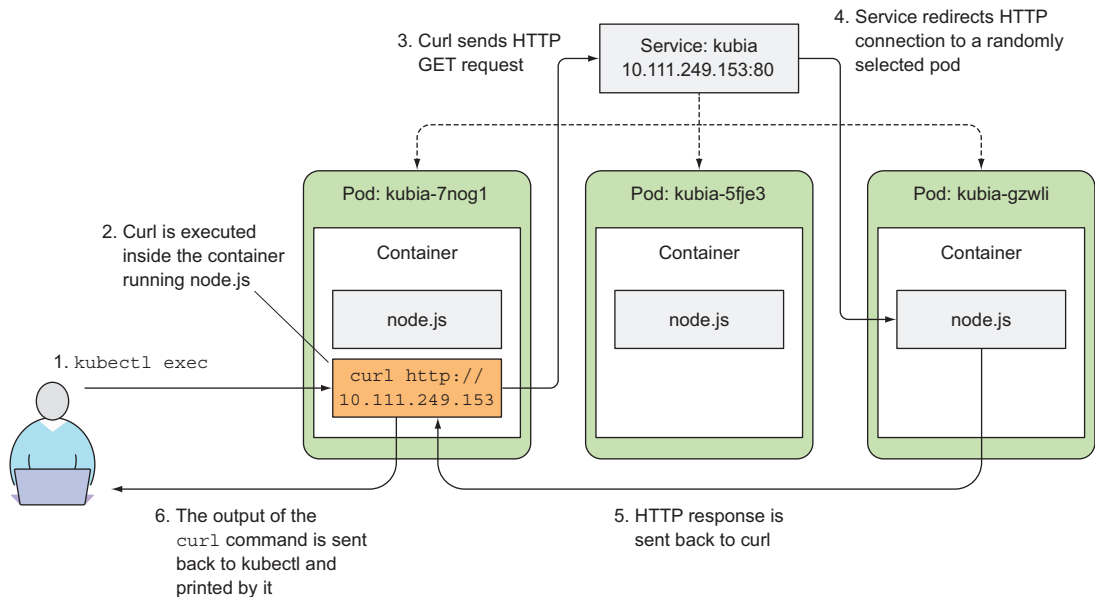 3. Curl sends HTTP
GET request
Service: kubia
10.111.249.153:80
4. Service redirects HTTP
connection to a randomly
selected pod
Pod: kubia-7nog1
Pod: kubia-5fje3
Pod: kubia-gzwli
2. Curl is executed
inside the container
running node.js
Container
Container
Container
node.js
node.js
node.js
1. kubectl exec
curl http://
10.111.249.153
6. The output of the
curl command is sent
back to kubectl and
printed by it
5. HTTP response is
sent back to curl